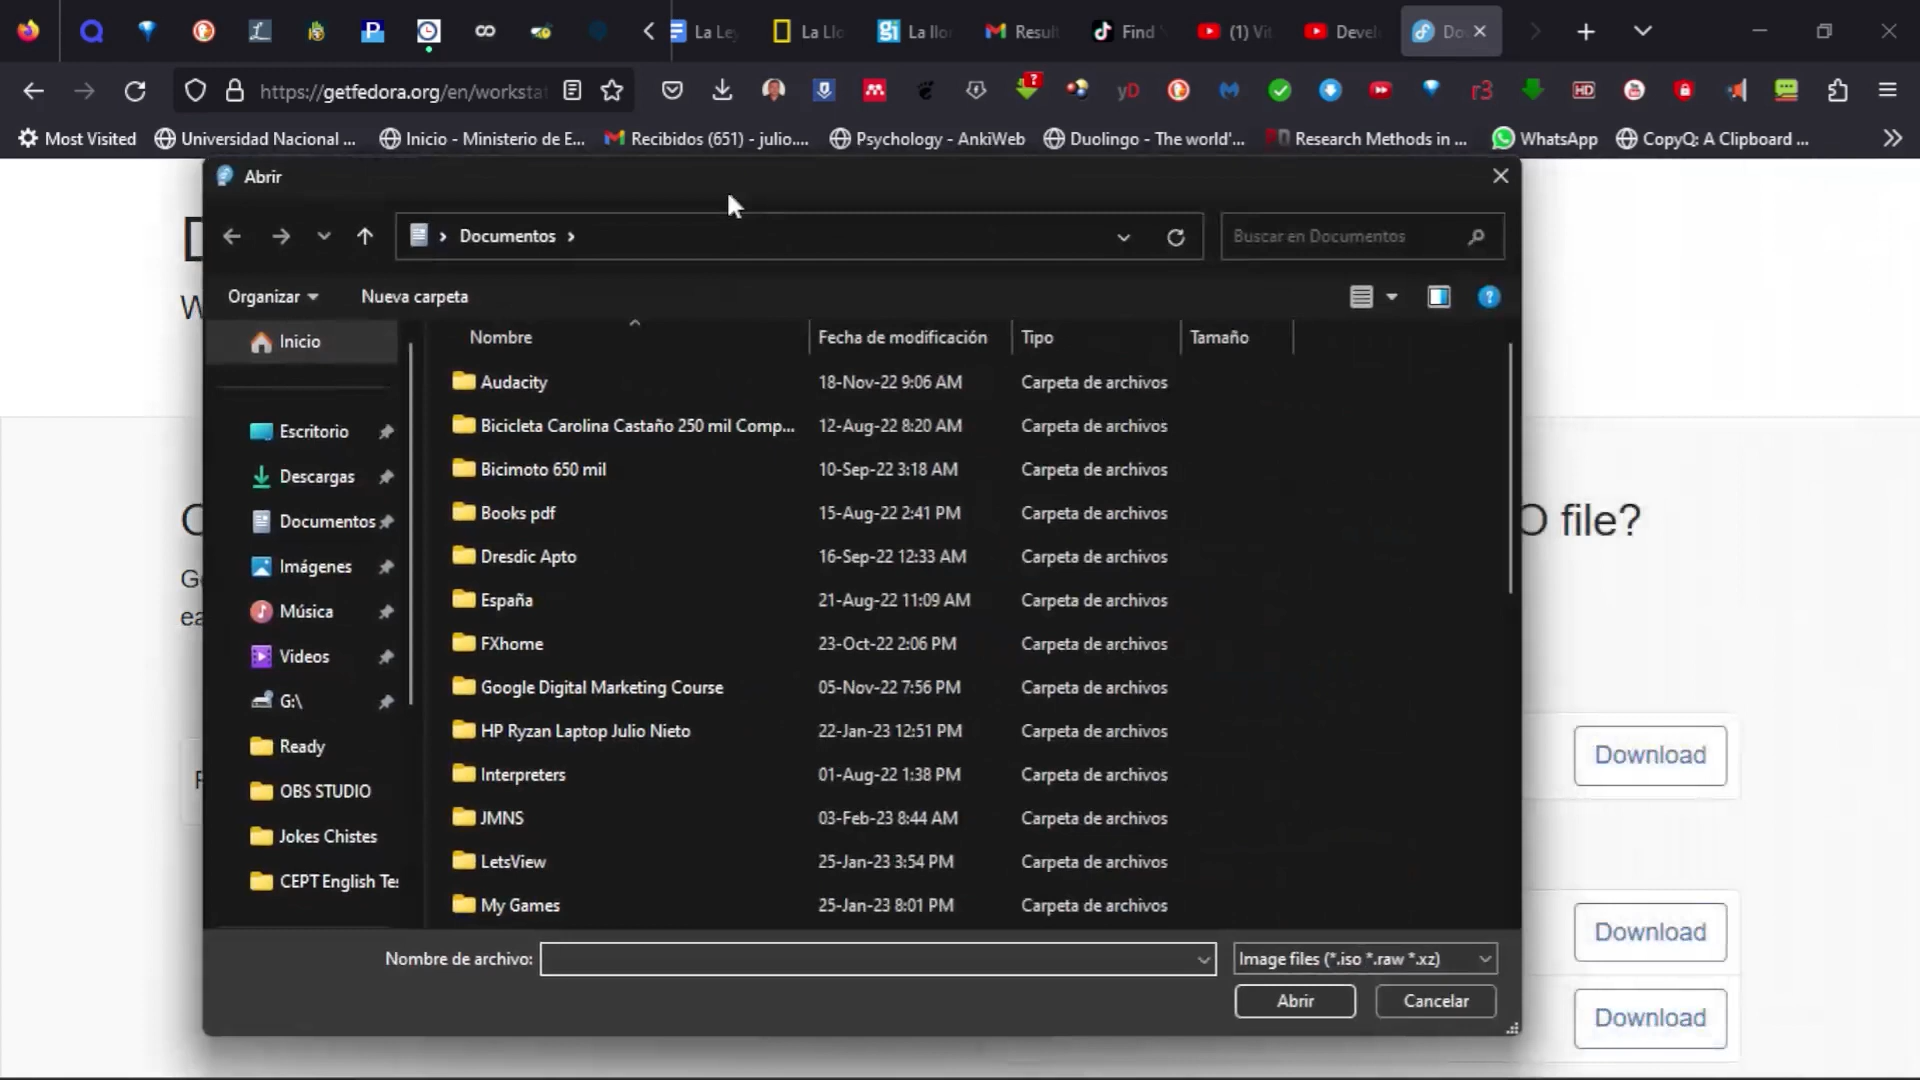 La Le
La Llo
La llor
Resul
Find
(1) Vit
Devel
Do
https://getfedora.org/en/workstat
Most Visited
Universidad Nacional ...
Inicio - Ministerio de E...
Recibidos (651) - julio....
Psychology - AnkiWeb
Duolingo - The world'...
Research Methods in ...
WhatsApp
CopyQ: A Clipboard ...
Abrir
Documentos
Buscar en Documentos
Organizar
Nueva carpeta
Nombre
Fecha de modificación
Tipo
Tamaño
Inicio
Escritorio
Descargas
Documentos
Imágenes
Música
Videos
G:\
Ready
OBS STUDIO
Jokes Chistes
CEPT English Tes
Audacity 18-Nov-22 9:06 AM Carpeta de archivos
Bicicleta Carolina Castaño 250 mil Comp... 12-Aug-22 8:20 AM Carpeta de archivos
Bicimoto 650 mil 10-Sep-22 3:18 AM Carpeta de archivos
Books pdf 15-Aug-22 2:41 PM Carpeta de archivos
Dresdic Apto 16-Sep-22 12:33 AM Carpeta de archivos
España 21-Aug-22 11:09 AM Carpeta de archivos
FXhome 23-Oct-22 2:06 PM Carpeta de archivos
Google Digital Marketing Course 05-Nov-22 7:56 PM Carpeta de archivos
HP Ryzan Laptop Julio Nieto 22-Jan-23 12:51 PM Carpeta de archivos
Interpreters 01-Aug-22 1:38 PM Carpeta de archivos
JMNS 03-Feb-23 8:44 AM Carpeta de archivos
LetsView 25-Jan-23 3:54 PM Carpeta de archivos
My Games 25-Jan-23 8:01 PM Carpeta de archivos
Nombre de archivo:
Image files (*.iso *.raw *.xz)
Abrir
Cancelar
O file?
Download
Download
Download